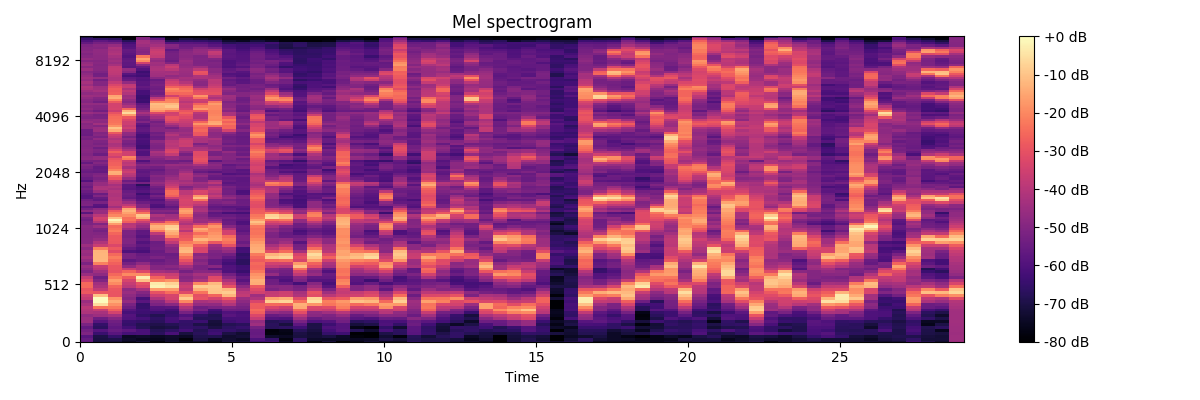 Mel spectrogram
Hz
8192
4096
2048
1024
512
0
0 5 10 15 20 25
Time
+0 dB
-10 dB
-20 dB
-30 dB
-40 dB
-50 dB
-60 dB
-70 dB
-80 dB